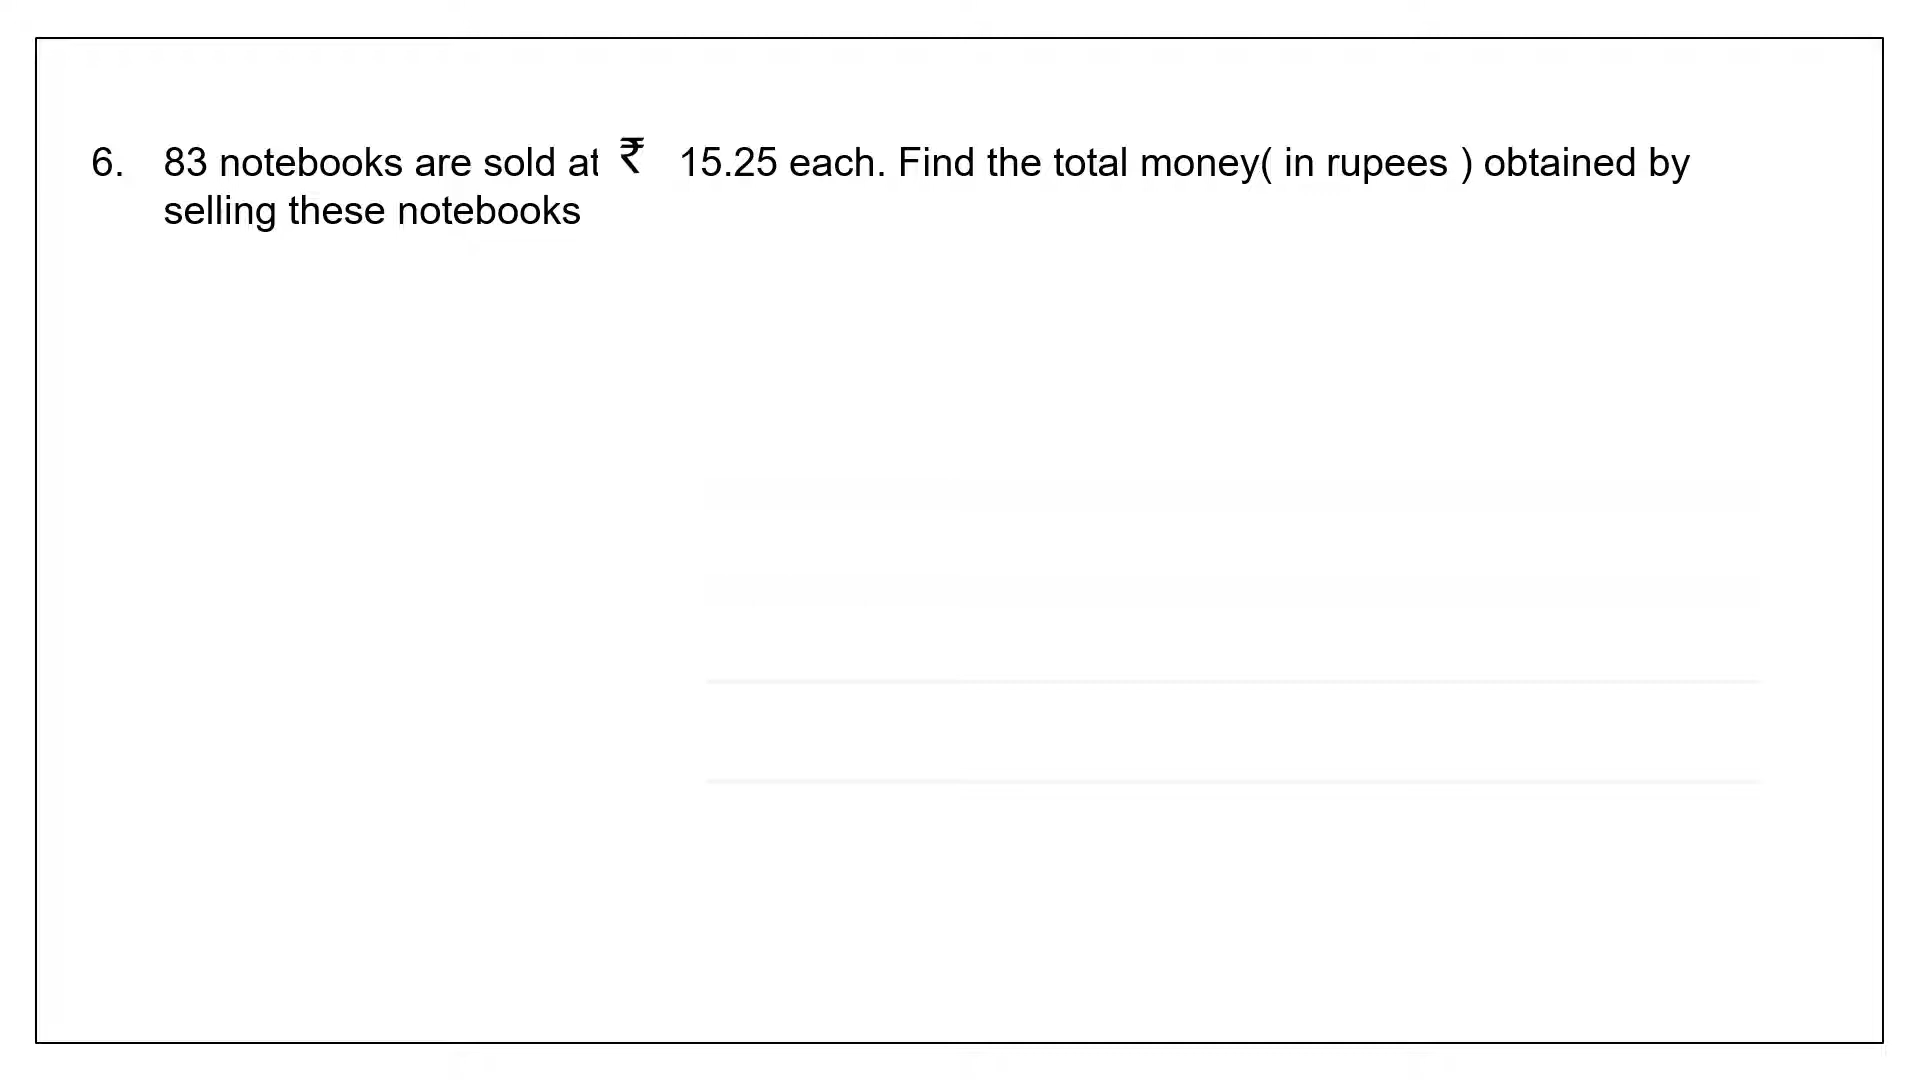 6. 83 notebooks are sold at ₹ 15.25 each. Find the total money( in rupees ) obtained by
selling these notebooks